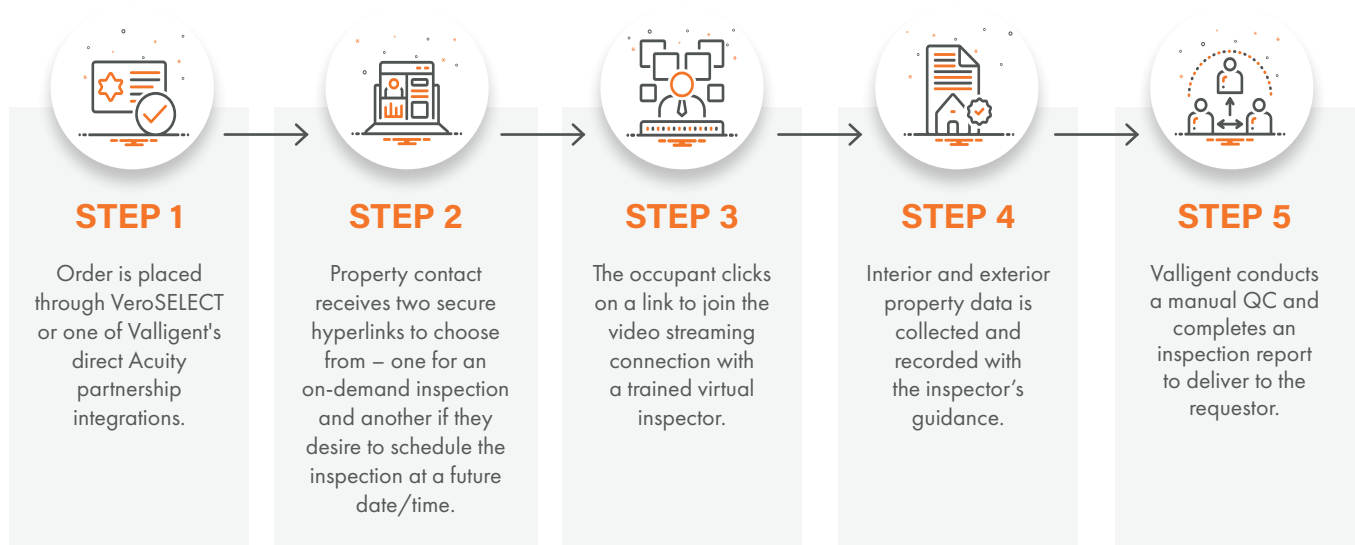 STEP 1
Order is placed
through VeroSELECT
or one of Valligent's
direct Acuity
partnership
integrations.
STEP 2
Property contact
receives two secure
hyperlinks to choose
from – one for an
on-demand inspection
and another if they
desire to schedule the
inspection at a future
date/time.
STEP 3
The occupant clicks
on a link to join the
video streaming
connection with
a trained virtual
inspector.
STEP 4
Interior and exterior
property data is
collected and
recorded with
the inspector’s
guidance.
STEP 5
Valligent conducts
a manual QC and
completes an
inspection report
to deliver to the
requestor.